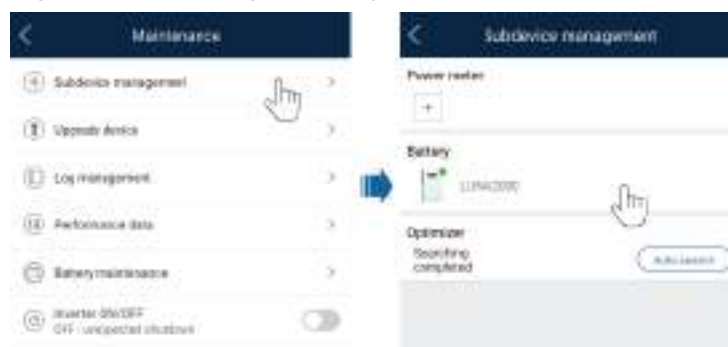 Maintenance
Subdevice management
Upgrade device
Log management
Performance data
Battery maintenance
Inverter ON/OFF
OFF : unexpected shutdown
Subdevice management
Power meter
+
Battery
LUNA2000
Optimizer
Searching
completed
Auto search